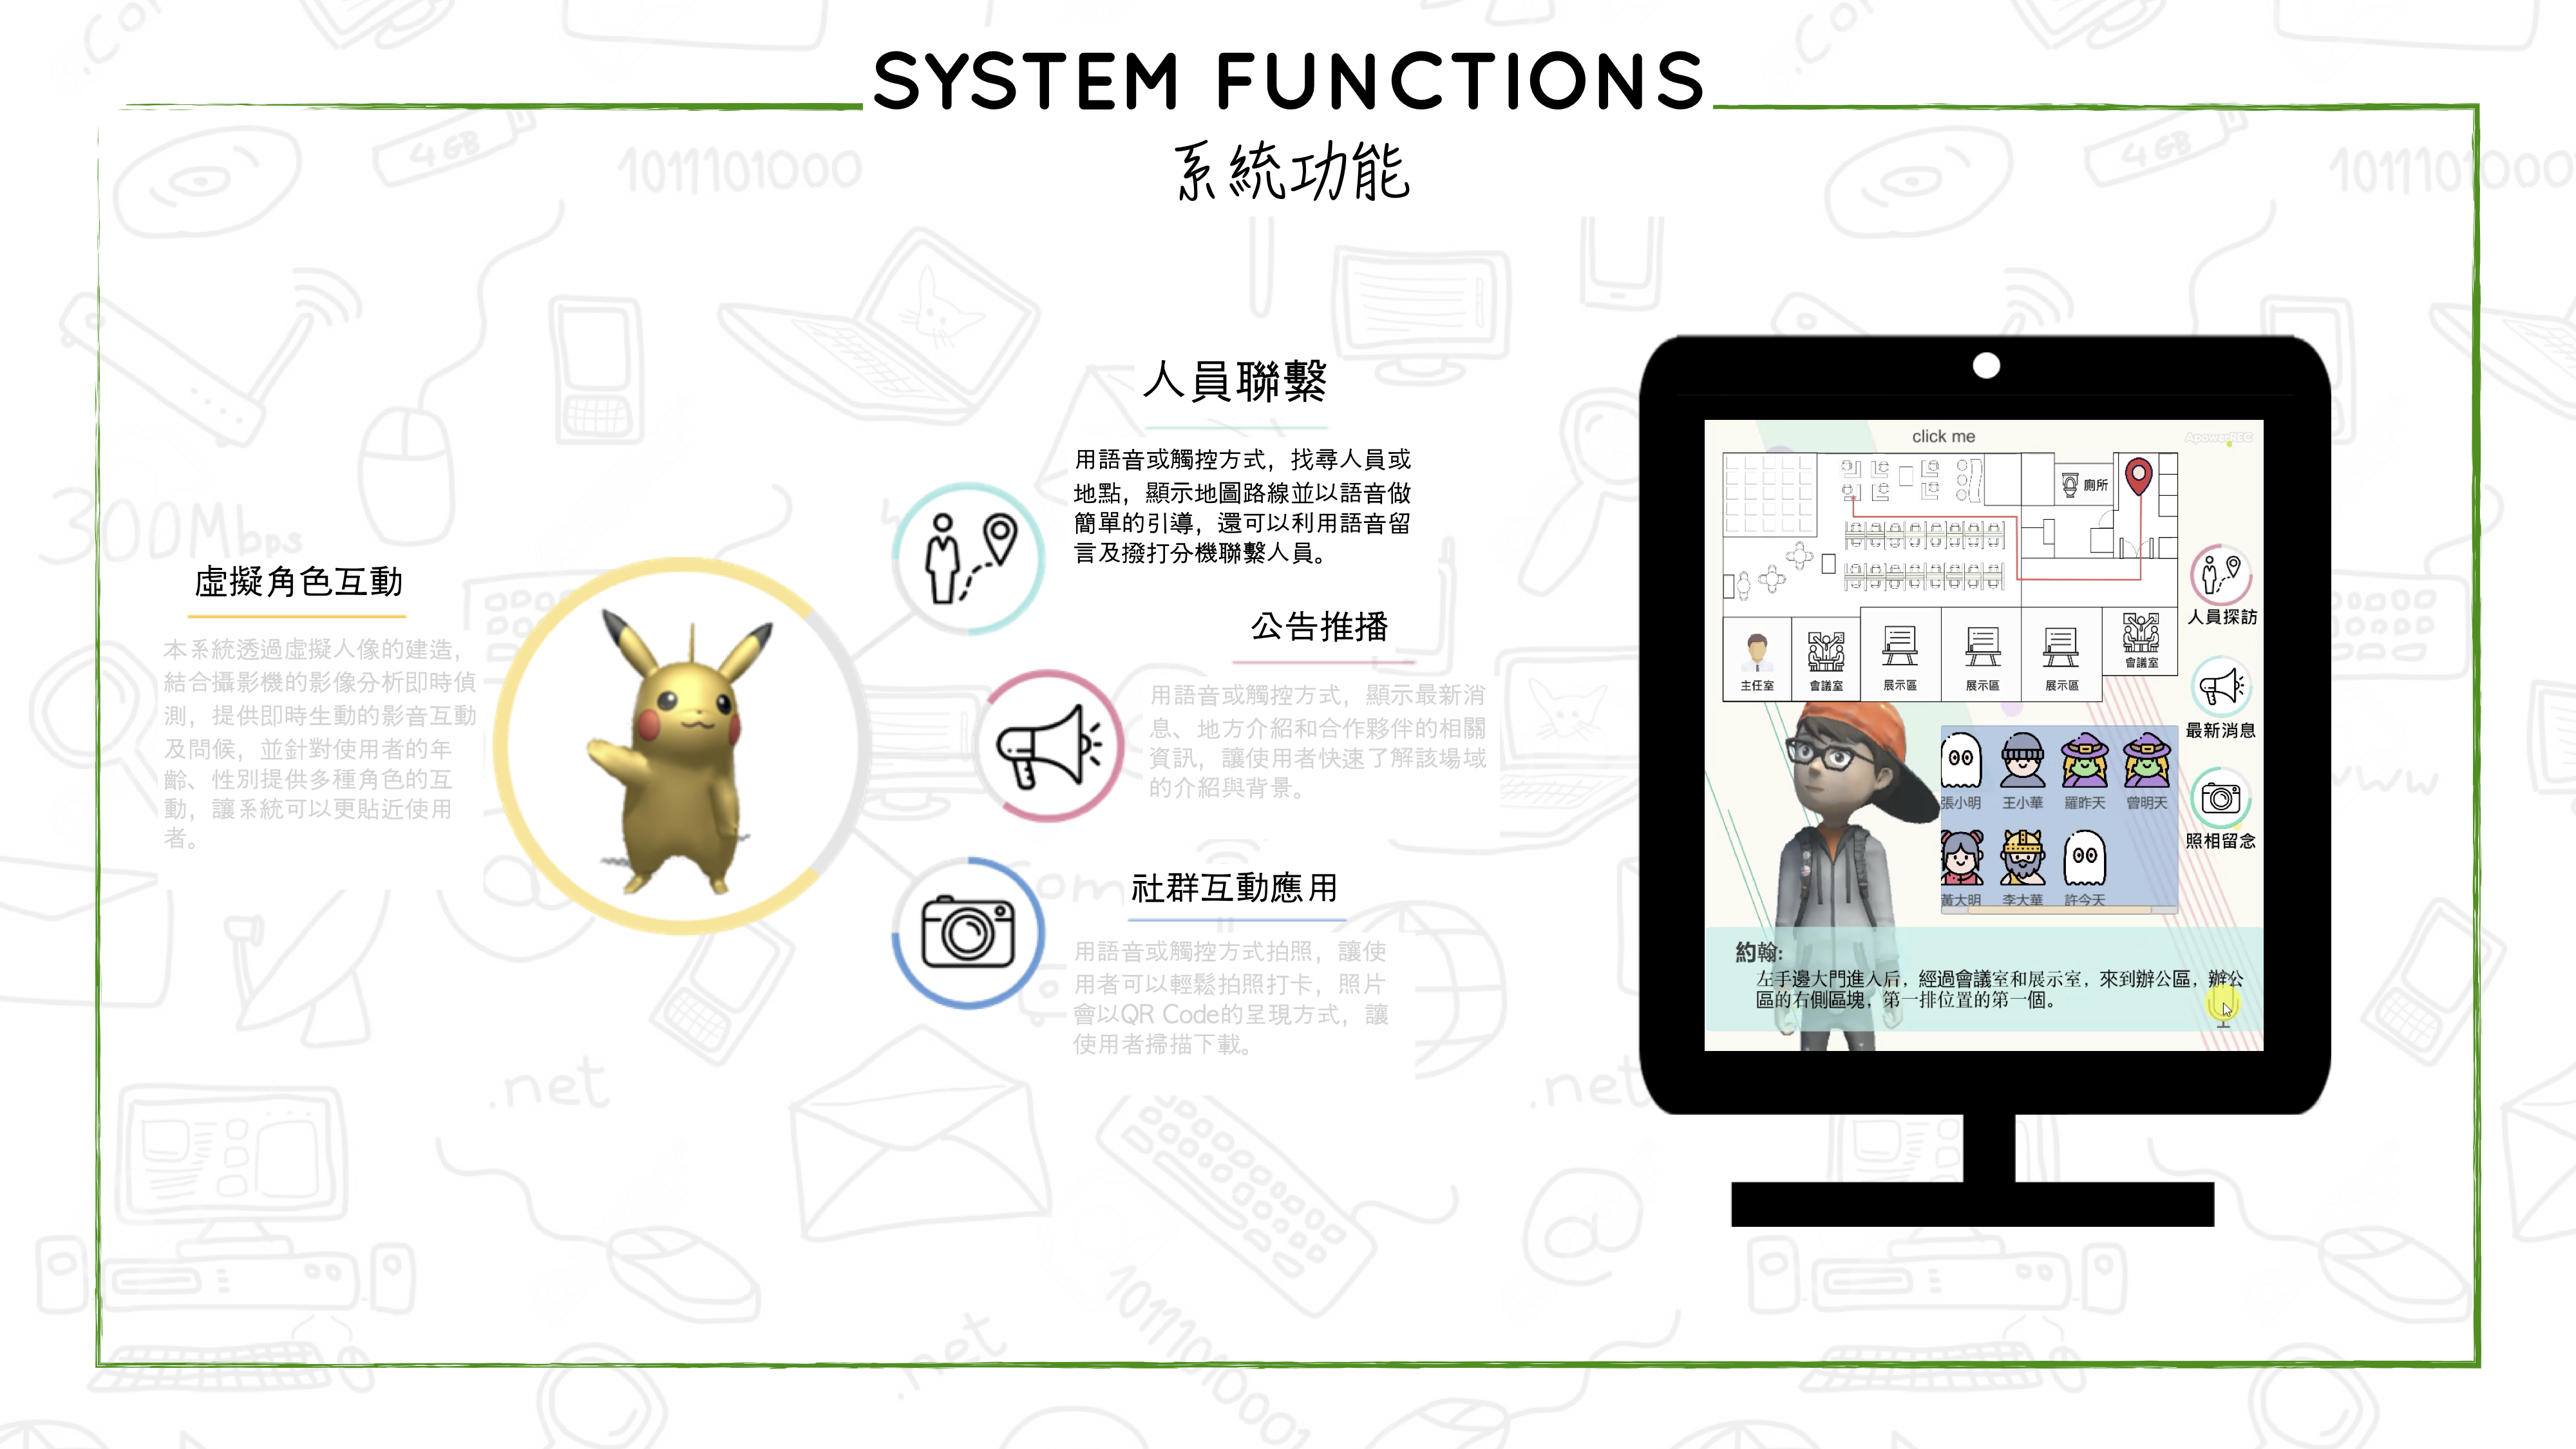 SYSTEM FUNCTIONS
系統功能
虛擬角色互動
本系統透過虛擬人像的建造，
結合攝影機的影像分析即時偵
測，提供即時生動的影音互動
及問候，並針對使用者的年
齡、性別提供多種角色的互
動，讓系統可以更貼近使用
者。
人員聯繫
用語音或觸控方式，找尋人員或
地點，顯示地圖路線並以語音做
簡單的引導，還可以利用語音留
言及撥打分機聯繫人員。
公告推播
用語音或觸控方式，顯示最新消
息、地方介紹和合作夥伴的相關
資訊，讓使用者快速了解該場域
的介紹與背景。
社群互動應用
用語音或觸控方式拍照，讓使
用者可以輕鬆拍照打卡，照片
會以QR Code的呈現方式，讓
使用者掃描下載。
click me
ApowerREC
廁所
主任室
會議室
展示區
展示區
展示區
會議室
人員探訪
最新消息
照相留念
張小明 王小華 羅昨天 曾明天
黃大明 李大華 許今天
約翰:
左手邊大門進入后，經過會議室和展示室，來到辦公區，辦公
區的右側區塊，第一排位置的第一個。
4GB
1011101000
4GB
1011101000
300Mbps
.net
.net
.net
10111010001